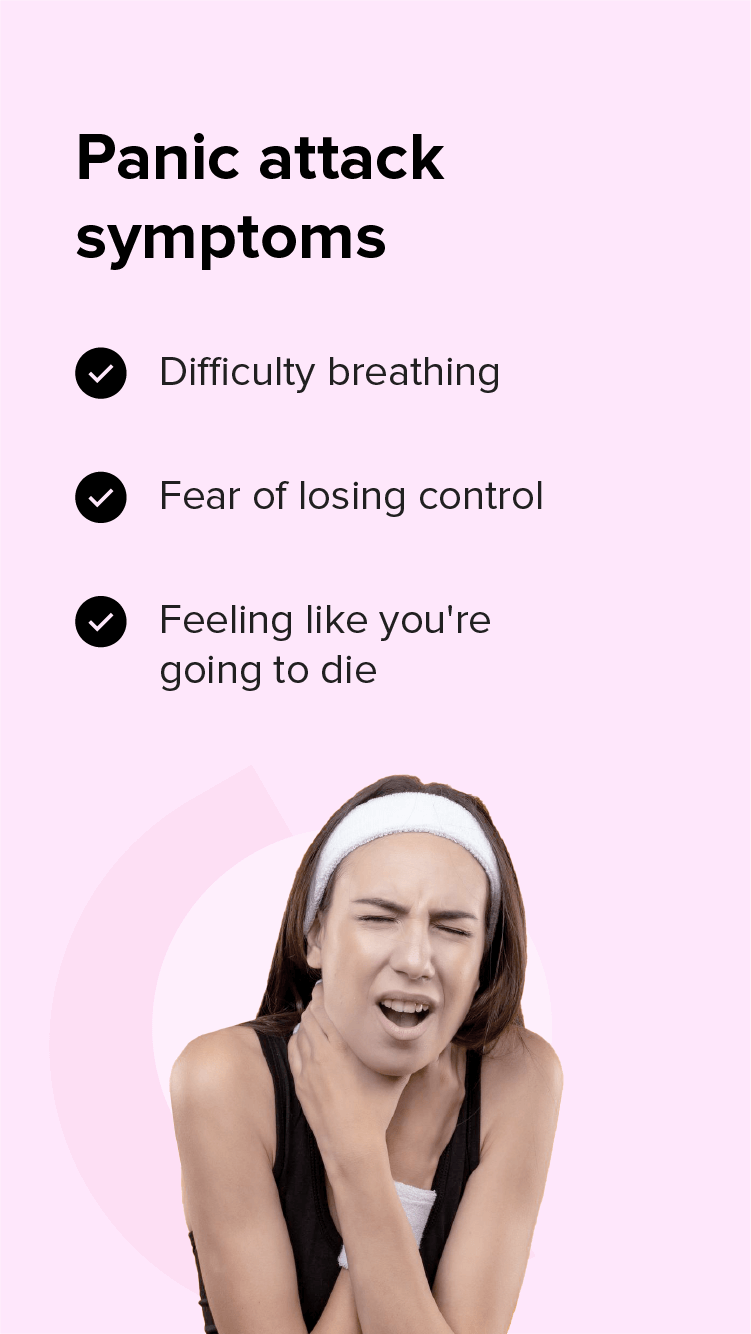 Panic attack
symptoms
Difficulty breathing
Fear of losing control
Feeling like you're
going to die